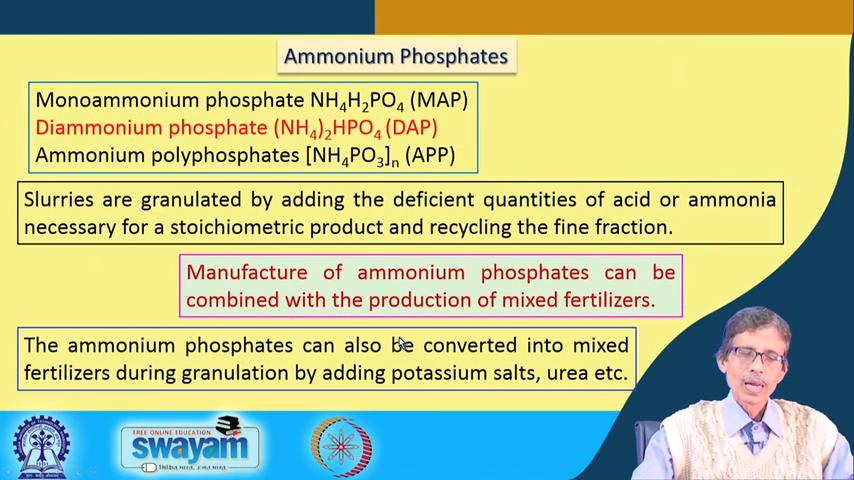 Ammonium Phosphates
Monoammonium phosphate NH₄H₂PO₄ (MAP)
Diammonium phosphate (NH₄)₂HPO₄ (DAP)
Ammonium polyphosphates [NH₄PO₃]ₙ (APP)
Slurries are granulated by adding the deficient quantities of acid or ammonia
necessary for a stoichiometric product and recycling the fine fraction.
Manufacture of ammonium phosphates can be
combined with the production of mixed fertilizers.
The ammonium phosphates can also be converted into mixed
fertilizers during granulation by adding potassium salts, urea etc.
FREE ONLINE EDUCATION
swayam